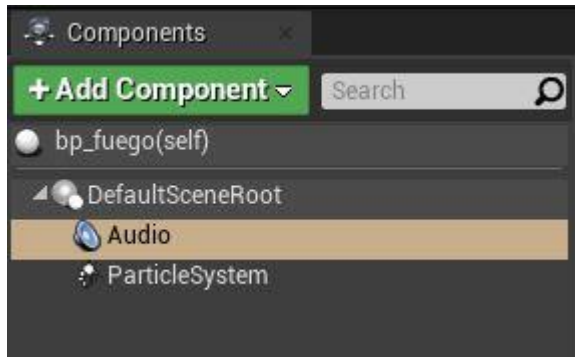 Components
+ Add Component Search
bp_fuego(self)
DefaultSceneRoot
Audio
ParticleSystem